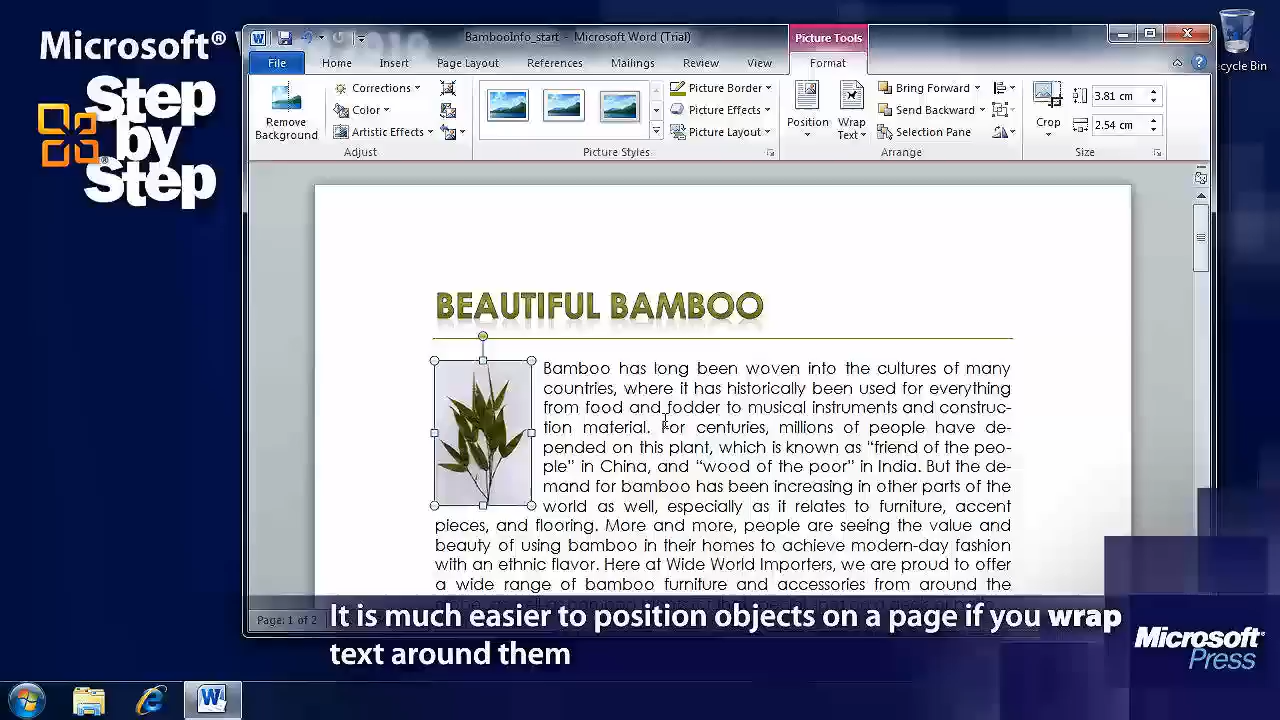 Microsoft® W 2010
Step
by
Step
BambooInfo_start - Microsoft Word (Trial)
Picture Tools
File Home Insert Page Layout References Mailings Review View Format
Remove Background
Corrections
Color
Artistic Effects
Adjust
Picture Styles
Picture Border
Picture Effects
Picture Layout
Position
Wrap Text
Bring Forward
Send Backward
Selection Pane
Arrange
Crop
3.81 cm
2.54 cm
Size
cycle Bin
BEAUTIFUL BAMBOO
Bamboo has long been woven into the cultures of many
countries, where it has historically been used for everything
from food and fodder to musical instruments and construc-
tion material. For centuries, millions of people have de-
pended on this plant, which is known as “friend of the peo-
ple” in China, and “wood of the poor” in India. But the de-
mand for bamboo has been increasing in other parts of the
world as well, especially as it relates to furniture, accent
pieces, and flooring. More and more, people are seeing the value and
beauty of using bamboo in their homes to achieve modern-day fashion
with an ethnic flavor. Here at Wide World Importers, we are proud to offer
a wide range of bamboo furniture and accessories from around the
Page: 1 of 2
It is much easier to position objects on a page if you wrap
text around them
Microsoft®
Press